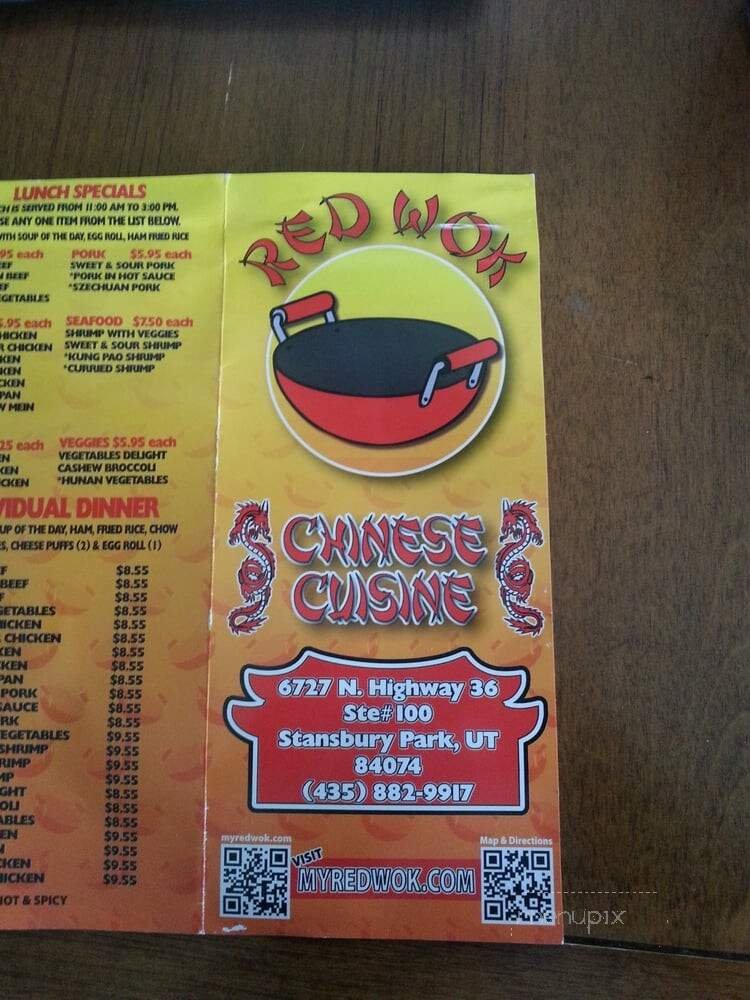 LUNCH SPECIALS
IS SERVED FROM 11:00 AM TO 3:00 PM.
ANY ONE ITEM FROM THE LIST BELOW.
WITH SOUP OF THE DAY, EGG ROLL, HAM FRIED RICE
95 each
BEEF
GETABLES
PORK $5.95 each
SWEET & SOUR PORK
*PORK IN HOT SAUCE
*SZECHUAN PORK
.95 each
CHICKEN
R CHICKEN
KEN
KEN
CKEN
PAN
W MEIN
SEAFOOD $7.50 each
SHRIMP WITH VEGGIES
SWEET & SOUR SHRIMP
*KUNG PAO SHRIMP
*CURRIED SHRIMP
25 each
EN
KEN
CKEN
VEGGIES $5.95 each
VEGETABLES DELIGHT
CASHEW BROCCOLI
*HUNAN VEGETABLES
VIDUAL DINNER
UP OF THE DAY, HAM, FRIED RICE, CHOW
ES, CHEESE PUFFS (2) & EGG ROLL (1)
F $8.55
BEEF $8.55
F $8.55
GETABLES $8.55
HICKEN $8.55
CHICKEN $8.55
KEN $8.55
KEN $8.55
PAN $8.55
PORK $8.55
SAUCE $8.55
RK $8.55
EGETABLES $9.55
SHRIMP $9.55
RIMP $9.55
MP $9.55
GHT $8.55
OLI $8.55
ABLES $8.55
EN $9.55
N $9.55
CKEN $9.55
HICKEN $9.55
HOT & SPICY
RED WOK
CHINESE
CUISINE
6727 N. Highway 36
Ste# 100
Stansbury Park, UT
84074
(435) 882-9917
myredwok.com
Map & Directions
VISIT
MYREDWOK.COM
menupix